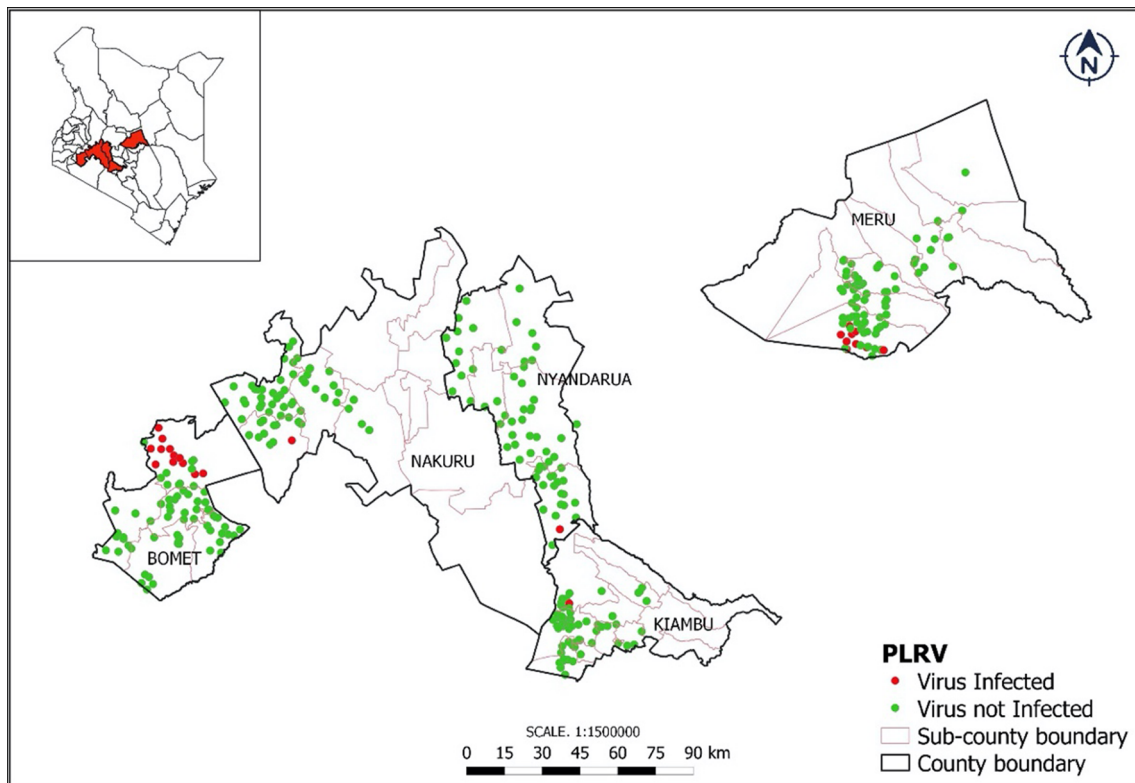 N
MERU
NYANDARUA
NAKURU
BOMET
KIAMBU
PLRV
Virus Infected
Virus not Infected
Sub-county boundary
County boundary
SCALE. 1:1500000
0 15 30 45 60 75 90 km